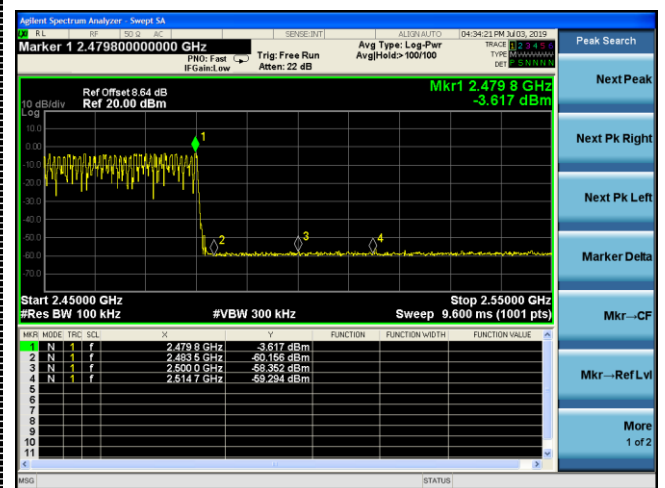 Agilent Spectrum Analyzer - Swept SA
RL RF 50 Ω AC SENSE:INT ALIGN AUTO 04:34:21 PM Jul 03, 2019
Marker 1 2.479800000000 GHz
PNO: Fast
IFGain:Low
Trig: Free Run
Atten: 22 dB
Avg Type: Log-Pwr
Avg|Hold:> 100/100
TRACE 1 2 3 4 5 6
TYPE M
DET P S N N N N
Peak Search
Next Peak
Next Pk Right
Next Pk Left
Marker Delta
Mkr→CF
Mkr→Ref Lvl
More
1 of 2
Ref Offset 8.64 dB
10 dB/div Ref 20.00 dBm
Log
Mkr1 2.479 8 GHz
-3.617 dBm
10.0
0.00
-10.0
-20.0
-30.0
-40.0
-50.0
-60.0
-70.0
1
2
3
4
Start 2.45000 GHz Stop 2.55000 GHz
#Res BW 100 kHz #VBW 300 kHz Sweep 9.600 ms (1001 pts)
MKR MODE TRC SCL X Y FUNCTION FUNCTION WIDTH FUNCTION VALUE
1 N 1 f 2.479 8 GHz -3.617 dBm
2 N 1 f 2.483 5 GHz -60.156 dBm
3 N 1 f 2.500 0 GHz -58.352 dBm
4 N 1 f 2.514 7 GHz -59.294 dBm
5
6
7
8
9
10
11
MSG STATUS